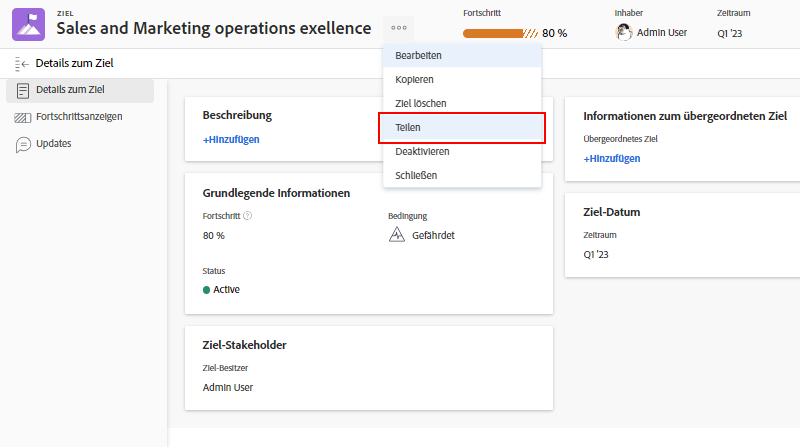 ZIEL
Sales and Marketing operations exellence
Fortschritt
80 %
Inhaber
Admin User
Zeitraum
Q1 '23
Details zum Ziel
Details zum Ziel
Fortschrittsanzeigen
Updates
Bearbeiten
Kopieren
Ziel löschen
Teilen
Deaktivieren
Schließen
Beschreibung
+Hinzufügen
Grundlegende Informationen
Fortschritt ?
80 %
Bedingung
Gefährdet
Status
Active
Ziel-Stakeholder
Ziel-Besitzer
Admin User
Informationen zum übergeordneten Ziel
Übergeordnetes Ziel
+Hinzufügen
Ziel-Datum
Zeitraum
Q1 '23